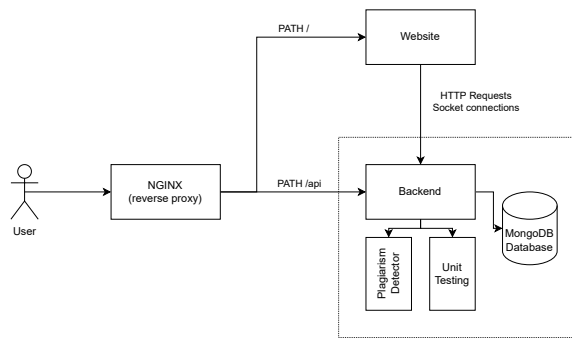 PATH /
Website
HTTP Requests
Socket connections
User
NGINX
(reverse proxy)
PATH /api
Backend
MongoDB
Database
Plagiarism
Detector
Unit
Testing